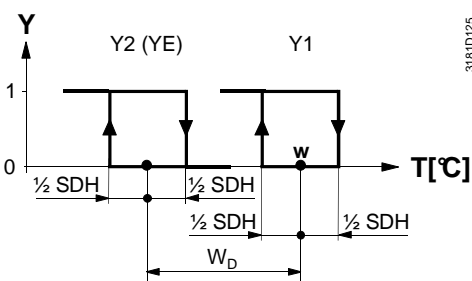 Y
Y2 (YE)
Y1
3181D125
1
0
w
T[°C]
½ SDH
½ SDH
½ SDH
½ SDH
W_D